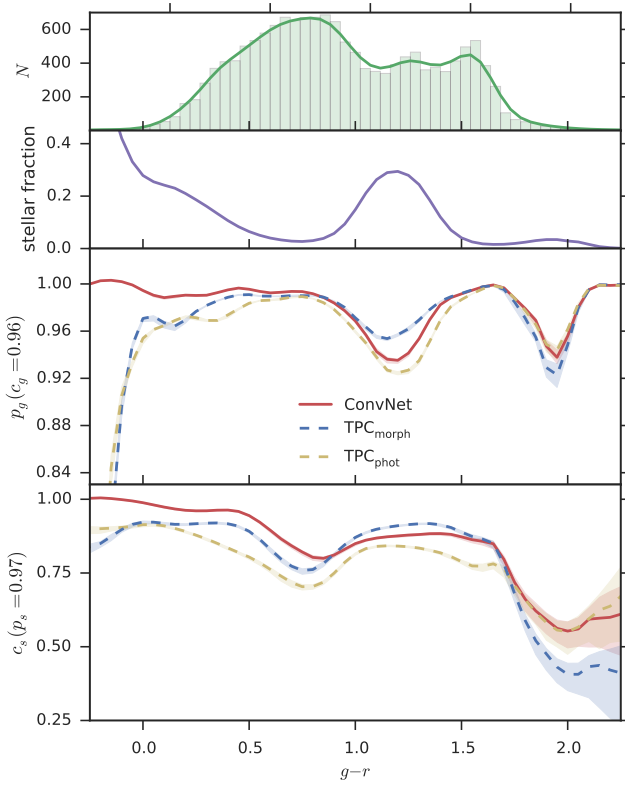 600
400
200
N
0.4
0.2
0.0
stellar fraction
1.00
0.96
0.92
0.88
0.84
p_g(c_g=0.96)
ConvNet
TPC_morph
TPC_phot
1.00
0.75
0.50
0.25
c_s(p_s=0.97)
0.0 0.5 1.0 1.5 2.0
g−r